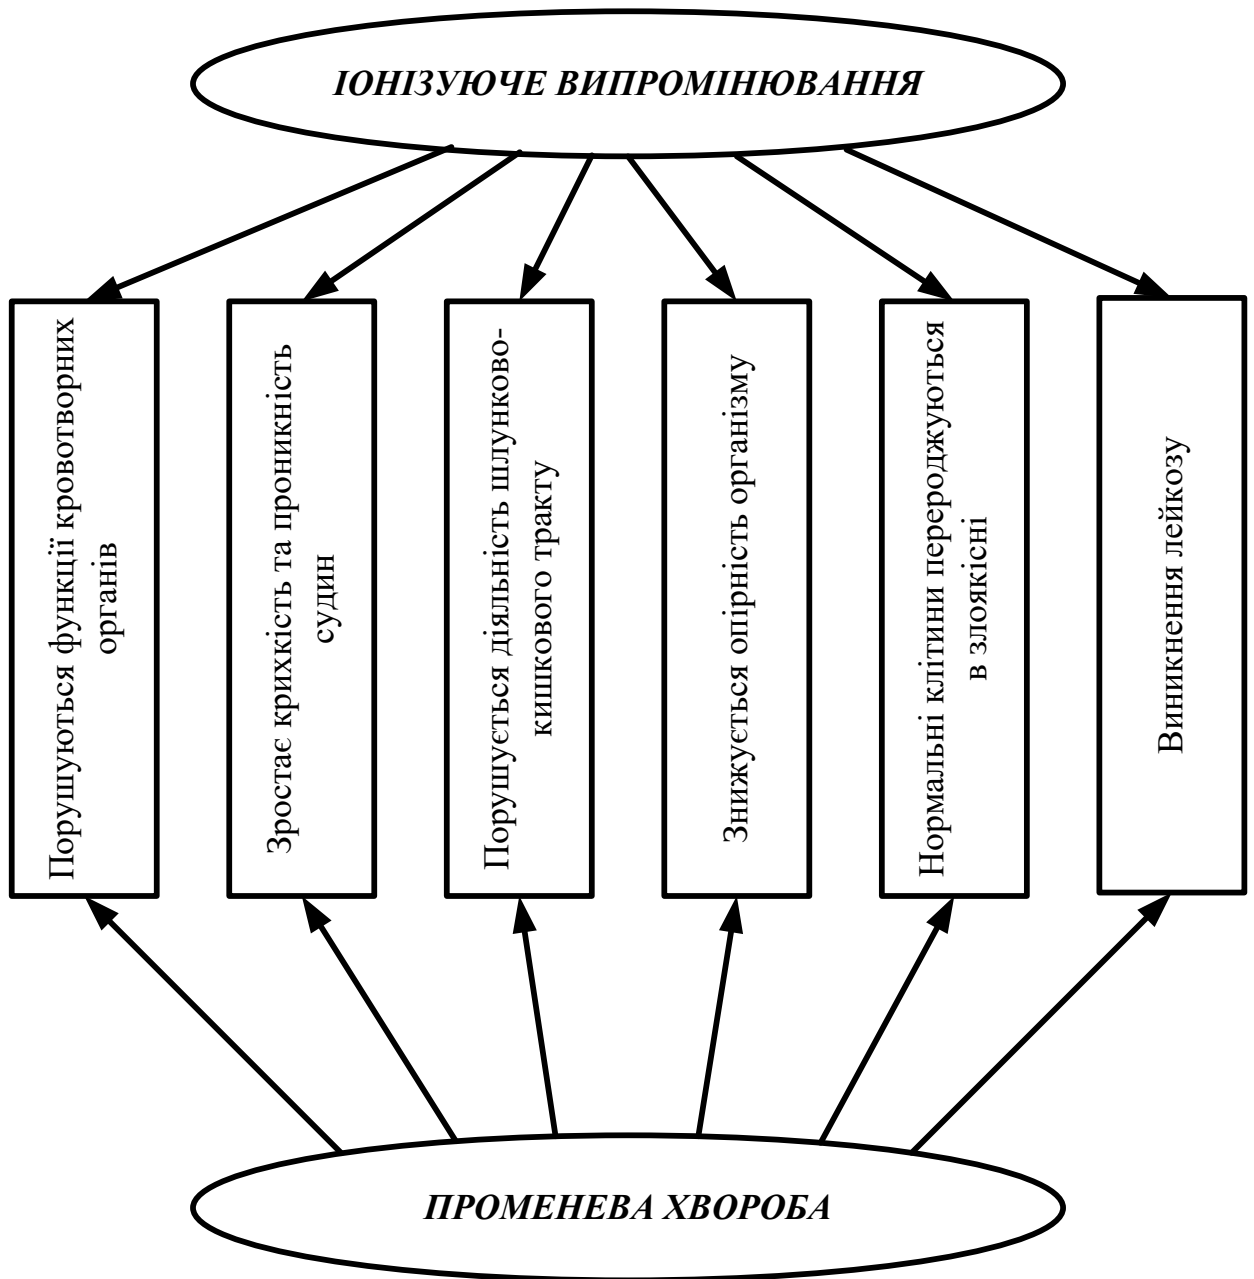 ІОНІЗУЮЧЕ ВИПРОМІНЮВАННЯ
Порушуються функції кровотворних
органів
Зростає крихкість та проникність
судин
Порушується діяльність шлунково-
кишкового тракту
Знижується опірність організму
Нормальні клітини перероджуються
в злоякісні
Виникнення лейкозу
ПРОМЕНЕВА ХВОРОБА